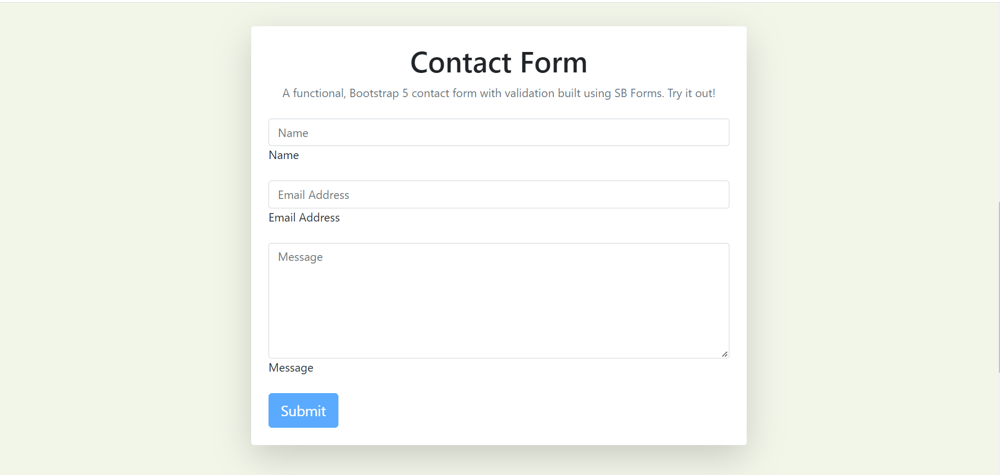 Contact Form
A functional, Bootstrap 5 contact form with validation built using SB Forms. Try it out!
Name
Name
Email Address
Email Address
Message
Message
Submit